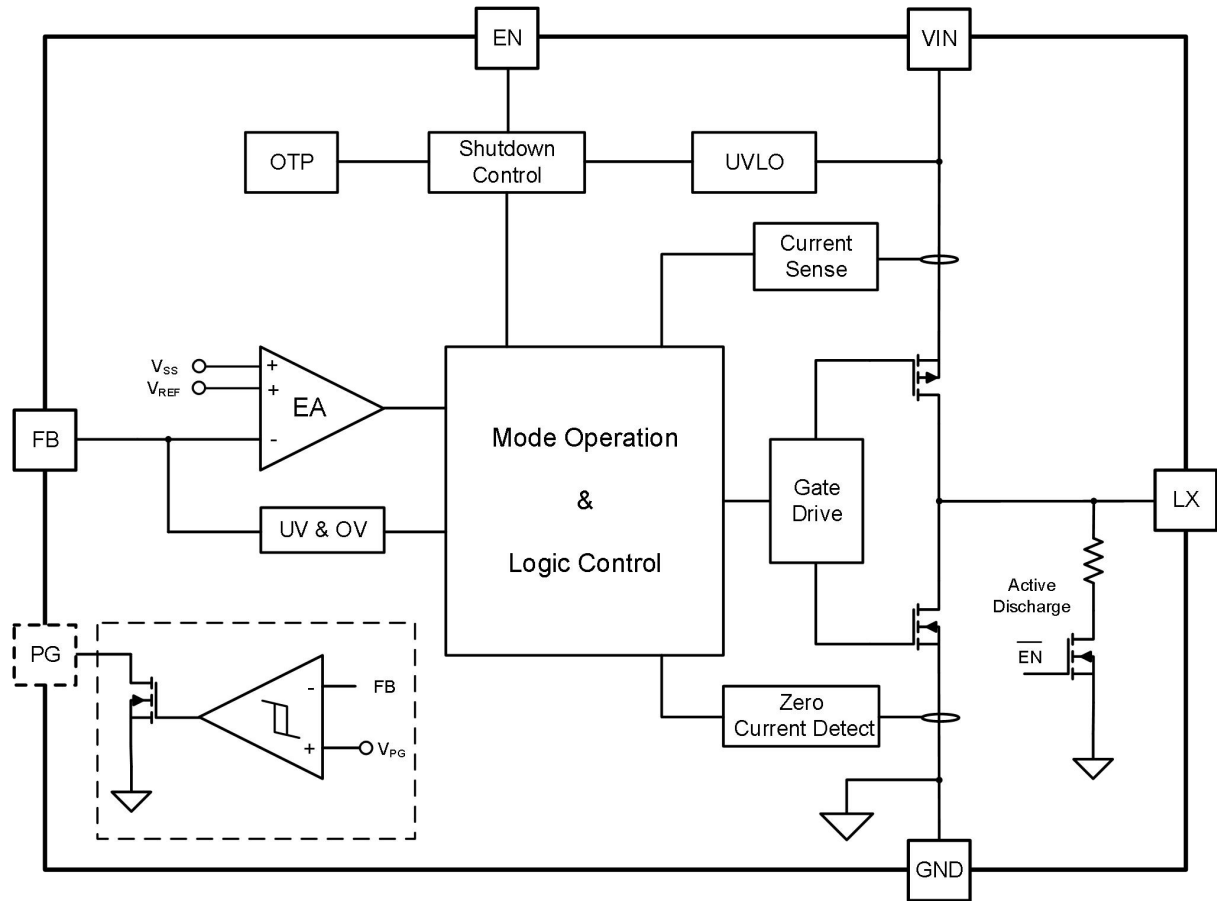 EN
VIN
OTP
Shutdown
Control
UVLO
Current
Sense
VSS
+
VREF
+
EA
-
FB
UV & OV
Mode Operation
&
Logic Control
Gate
Drive
LX
Active
Discharge
EN
PG
-
FB
+
VPG
Zero
Current Detect
GND